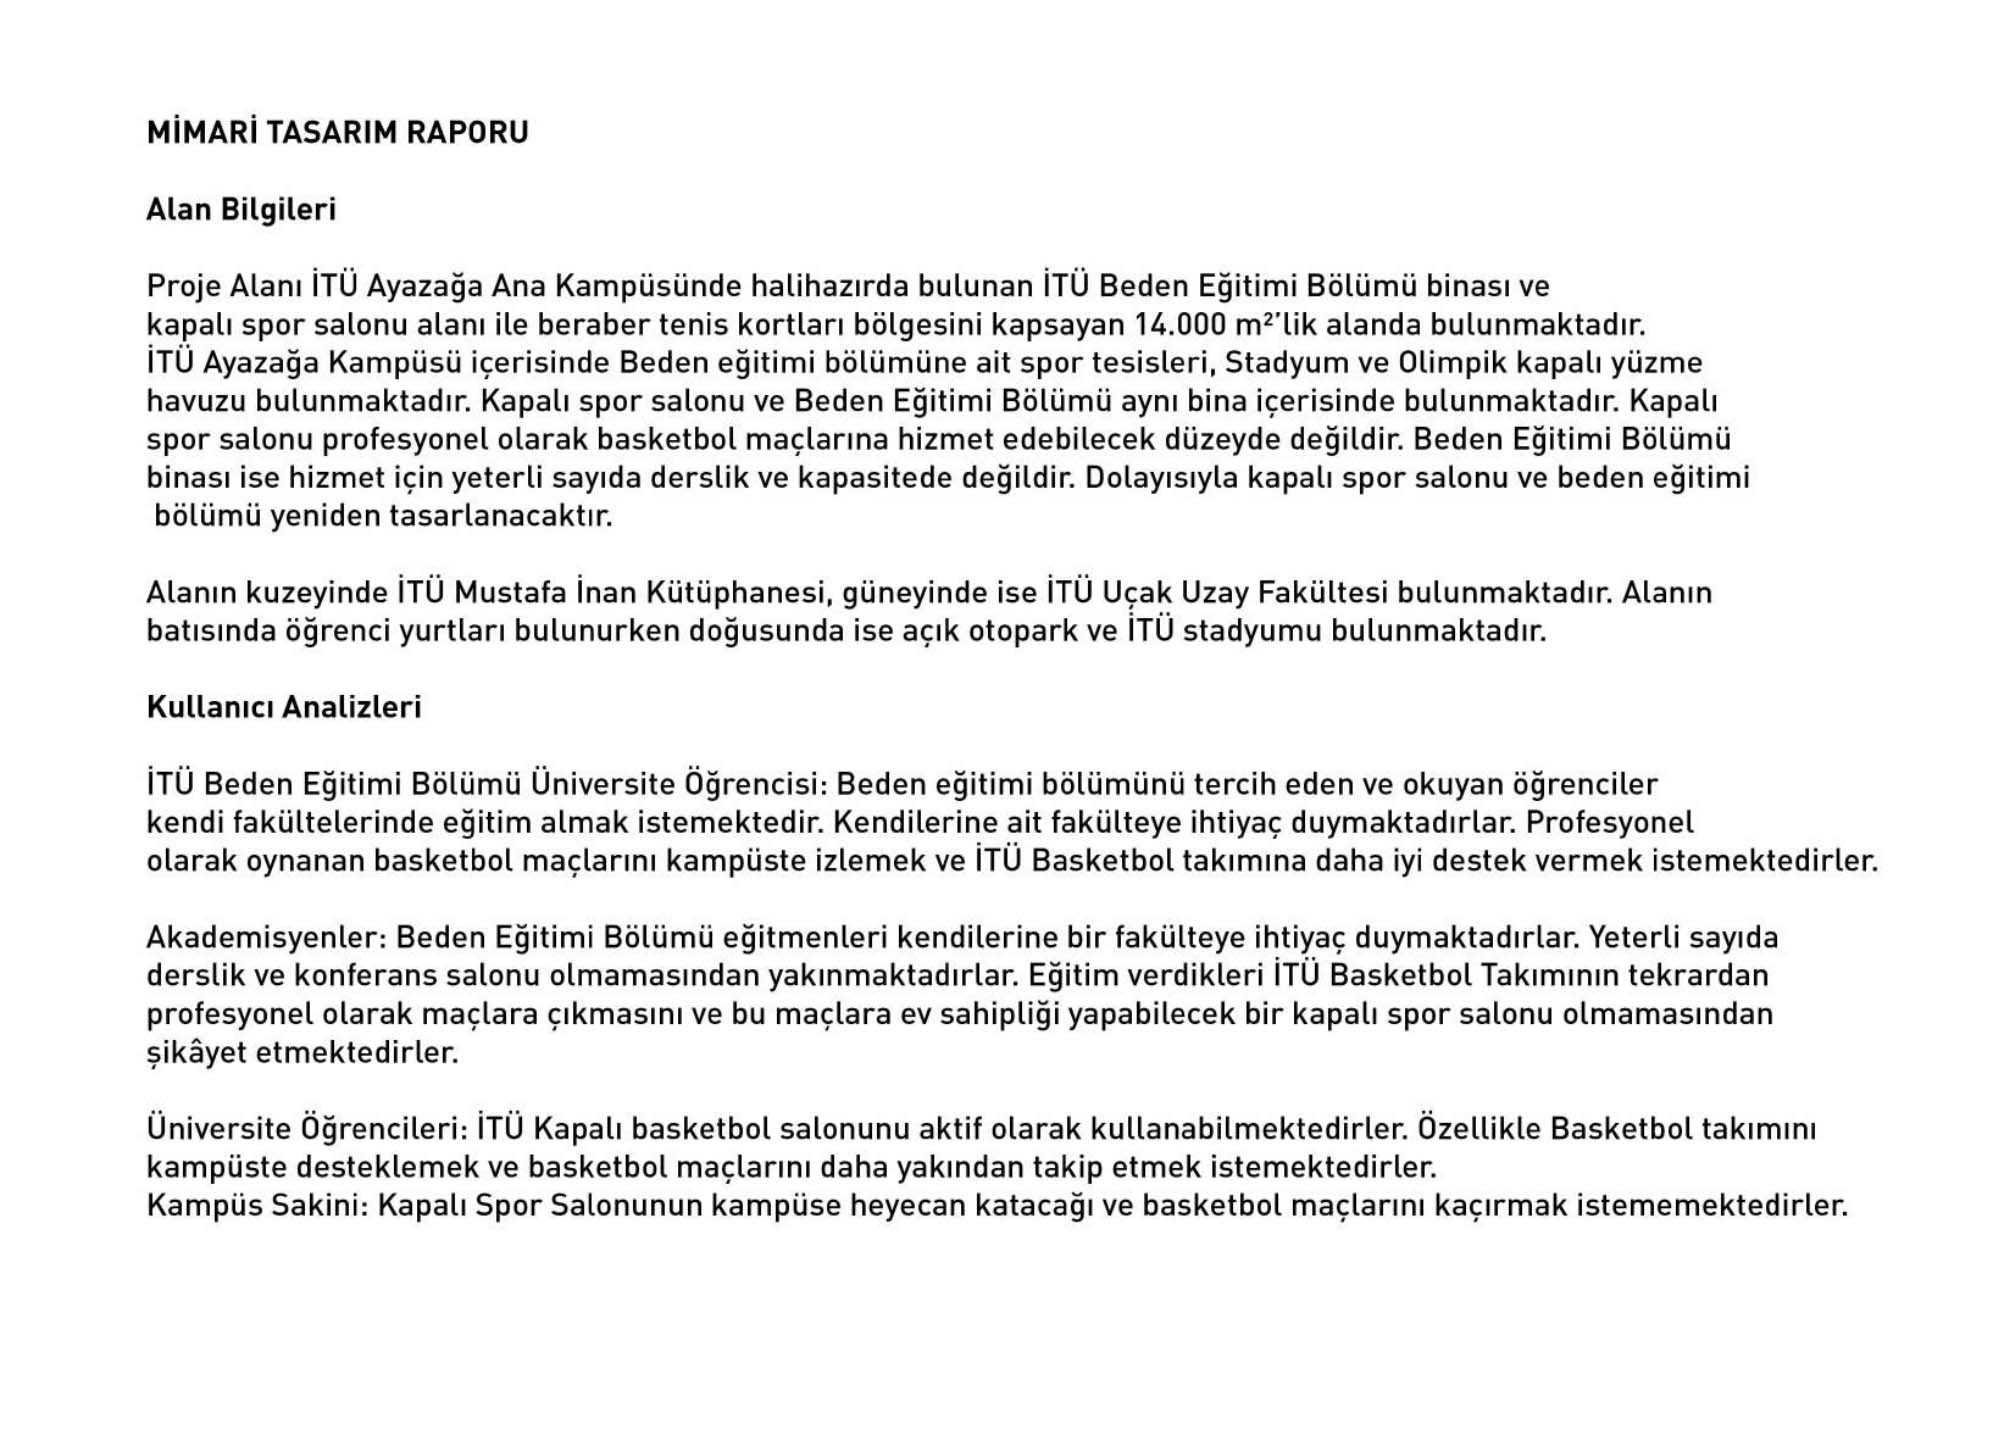 MİMARİ TASARIM RAPORU
Alan Bilgileri
Proje Alanı İTÜ Ayazağa Ana Kampüsünde halihazırda bulunan İTÜ Beden Eğitimi Bölümü binası ve
kapalı spor salonu alanı ile beraber tenis kortları bölgesini kapsayan 14.000 m²’lik alanda bulunmaktadır.
İTÜ Ayazağa Kampüsü içerisinde Beden eğitimi bölümüne ait spor tesisleri, Stadyum ve Olimpik kapalı yüzme
havuzu bulunmaktadır. Kapalı spor salonu ve Beden Eğitimi Bölümü aynı bina içerisinde bulunmaktadır. Kapalı
spor salonu profesyonel olarak basketbol maçlarına hizmet edebilecek düzeyde değildir. Beden Eğitimi Bölümü
binası ise hizmet için yeterli sayıda derslik ve kapasitede değildir. Dolayısıyla kapalı spor salonu ve beden eğitimi
bölümü yeniden tasarlanacaktır.
Alanın kuzeyinde İTÜ Mustafa İnan Kütüphanesi, güneyinde ise İTÜ Uçak Uzay Fakültesi bulunmaktadır. Alanın
batısında öğrenci yurtları bulunurken doğusunda ise açık otopark ve İTÜ stadyumu bulunmaktadır.
Kullanıcı Analizleri
İTÜ Beden Eğitimi Bölümü Üniversite Öğrencisi: Beden eğitimi bölümünü tercih eden ve okuyan öğrenciler
kendi fakültelerinde eğitim almak istemektedir. Kendilerine ait fakülteye ihtiyaç duymaktadırlar. Profesyonel
olarak oynanan basketbol maçlarını kampüste izlemek ve İTÜ Basketbol takımına daha iyi destek vermek istemektedirler.
Akademisyenler: Beden Eğitimi Bölümü eğitmenleri kendilerine bir fakülteye ihtiyaç duymaktadırlar. Yeterli sayıda
derslik ve konferans salonu olmamasından yakınmaktadırlar. Eğitim verdikleri İTÜ Basketbol Takımının tekrardan
profesyonel olarak maçlara çıkmasını ve bu maçlara ev sahipliği yapabilecek bir kapalı spor salonu olmamasından
şikâyet etmektedirler.
Üniversite Öğrencileri: İTÜ Kapalı basketbol salonunu aktif olarak kullanabilmektedirler. Özellikle Basketbol takımını
kampüste desteklemek ve basketbol maçlarını daha yakından takip etmek istemektedirler.
Kampüs Sakini: Kapalı Spor Salonunun kampüse heyecan katacağı ve basketbol maçlarını kaçırmak istememektedirler.